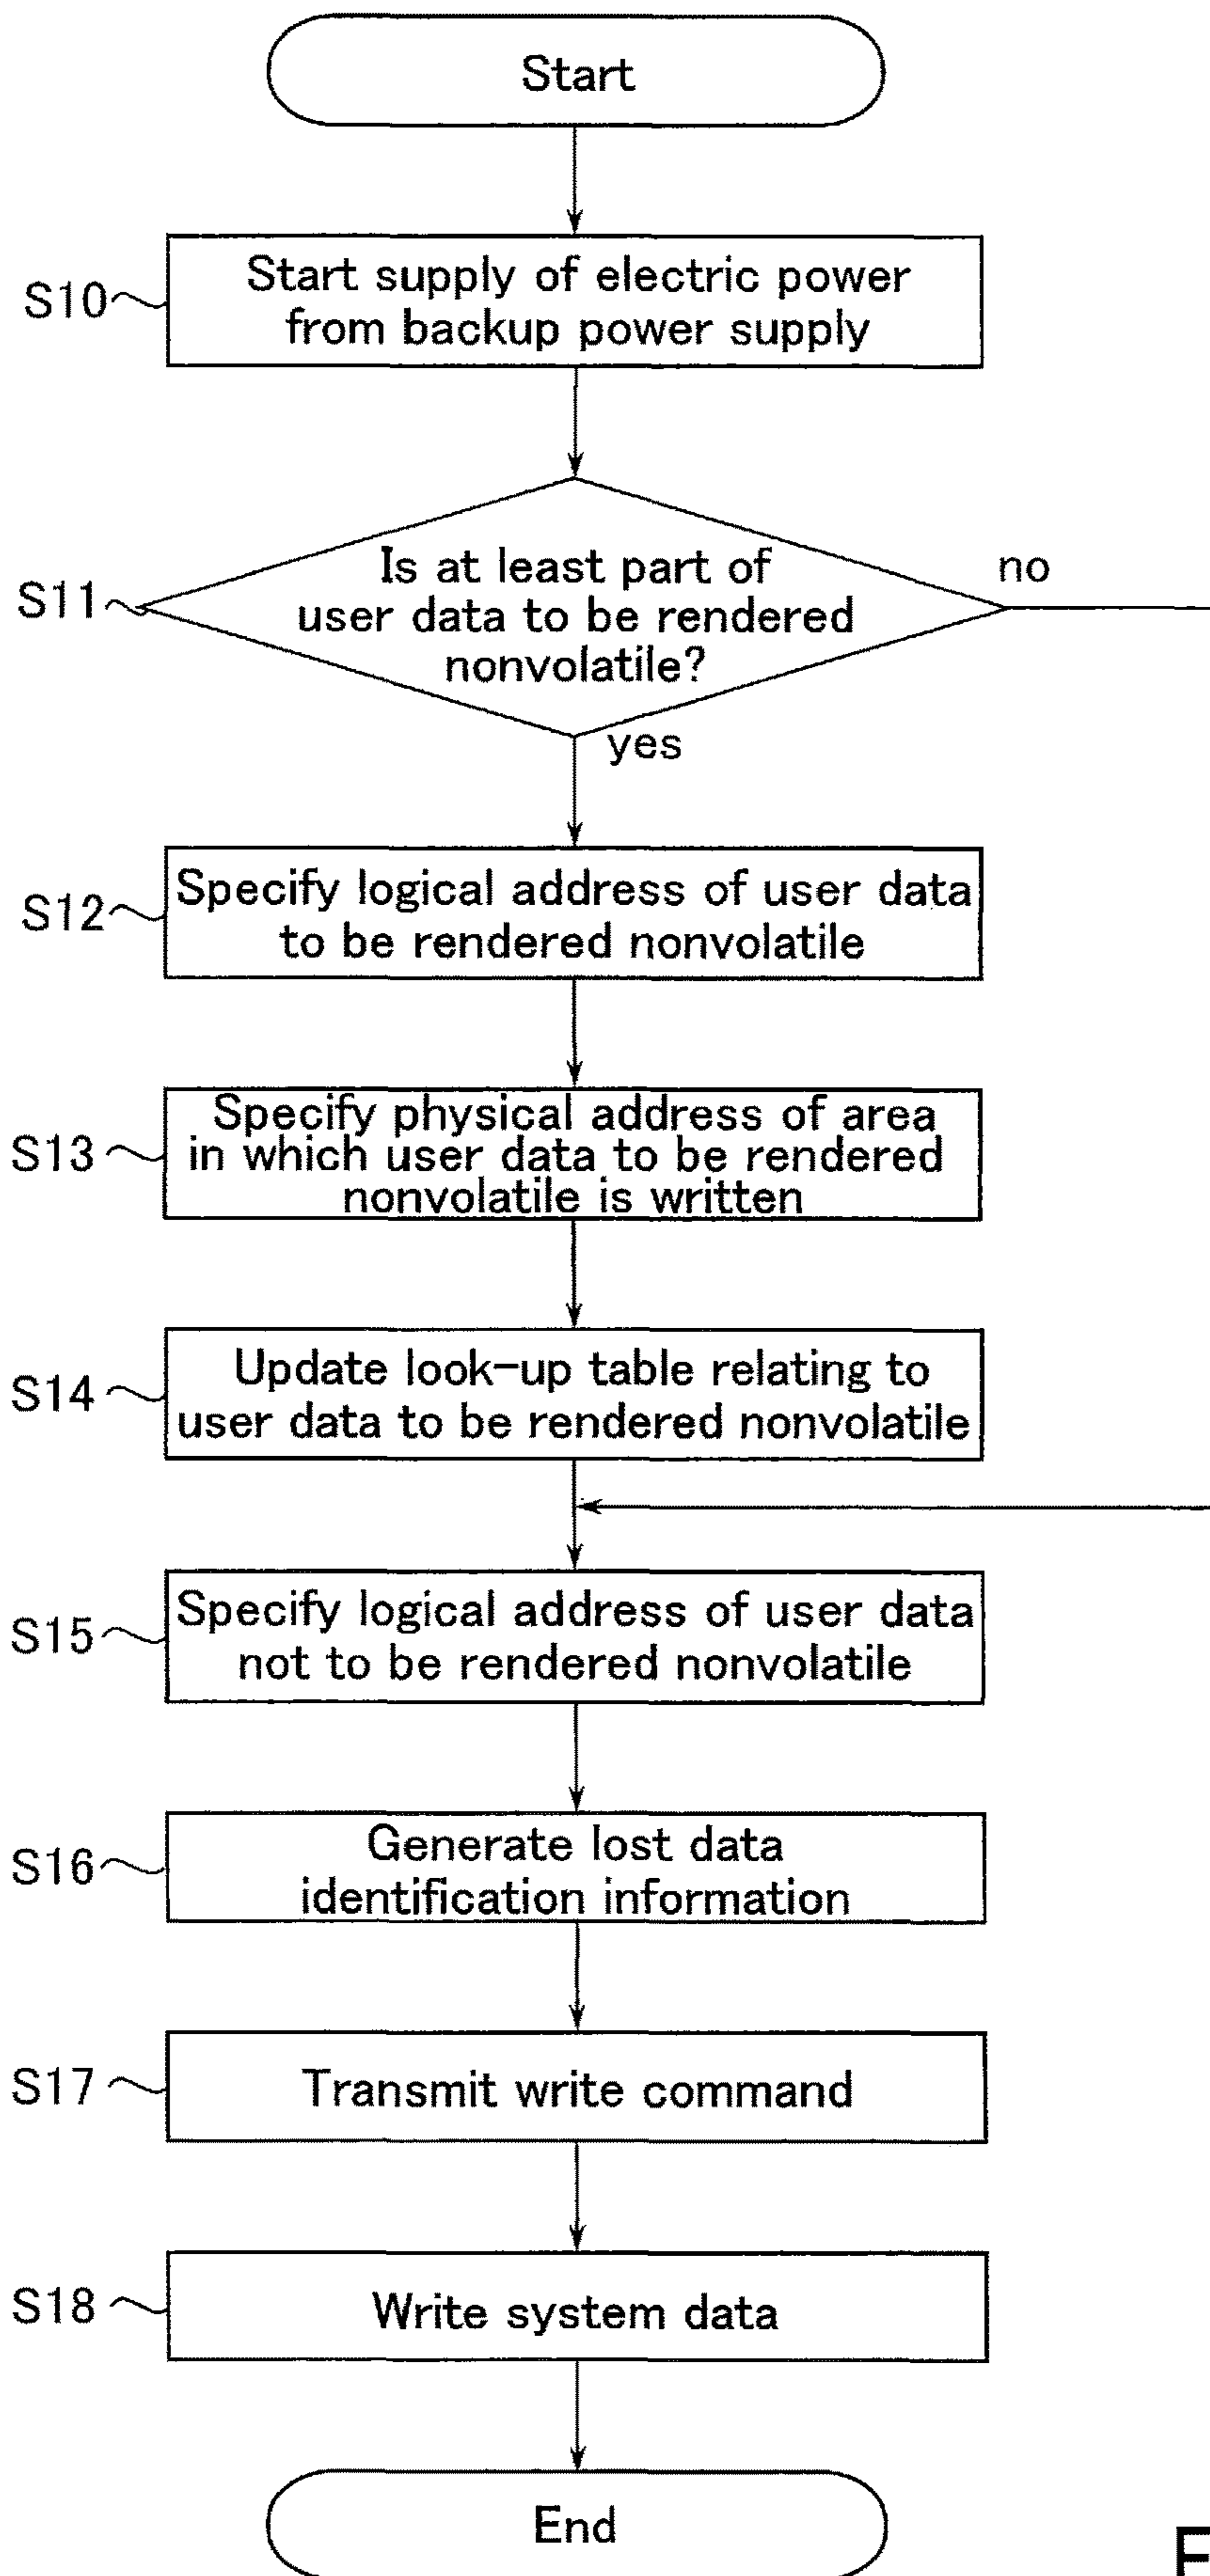 Start
S10
Start supply of electric power
from backup power supply
S11
Is at least part of
user data to be rendered
nonvolatile?
no
yes
S12
Specify logical address of user data
to be rendered nonvolatile
S13
Specify physical address of area
in which user data to be rendered
nonvolatile is written
S14
Update look-up table relating to
user data to be rendered nonvolatile
S15
Specify logical address of user data
not to be rendered nonvolatile
S16
Generate lost data
identification information
S17
Transmit write command
S18
Write system data
End